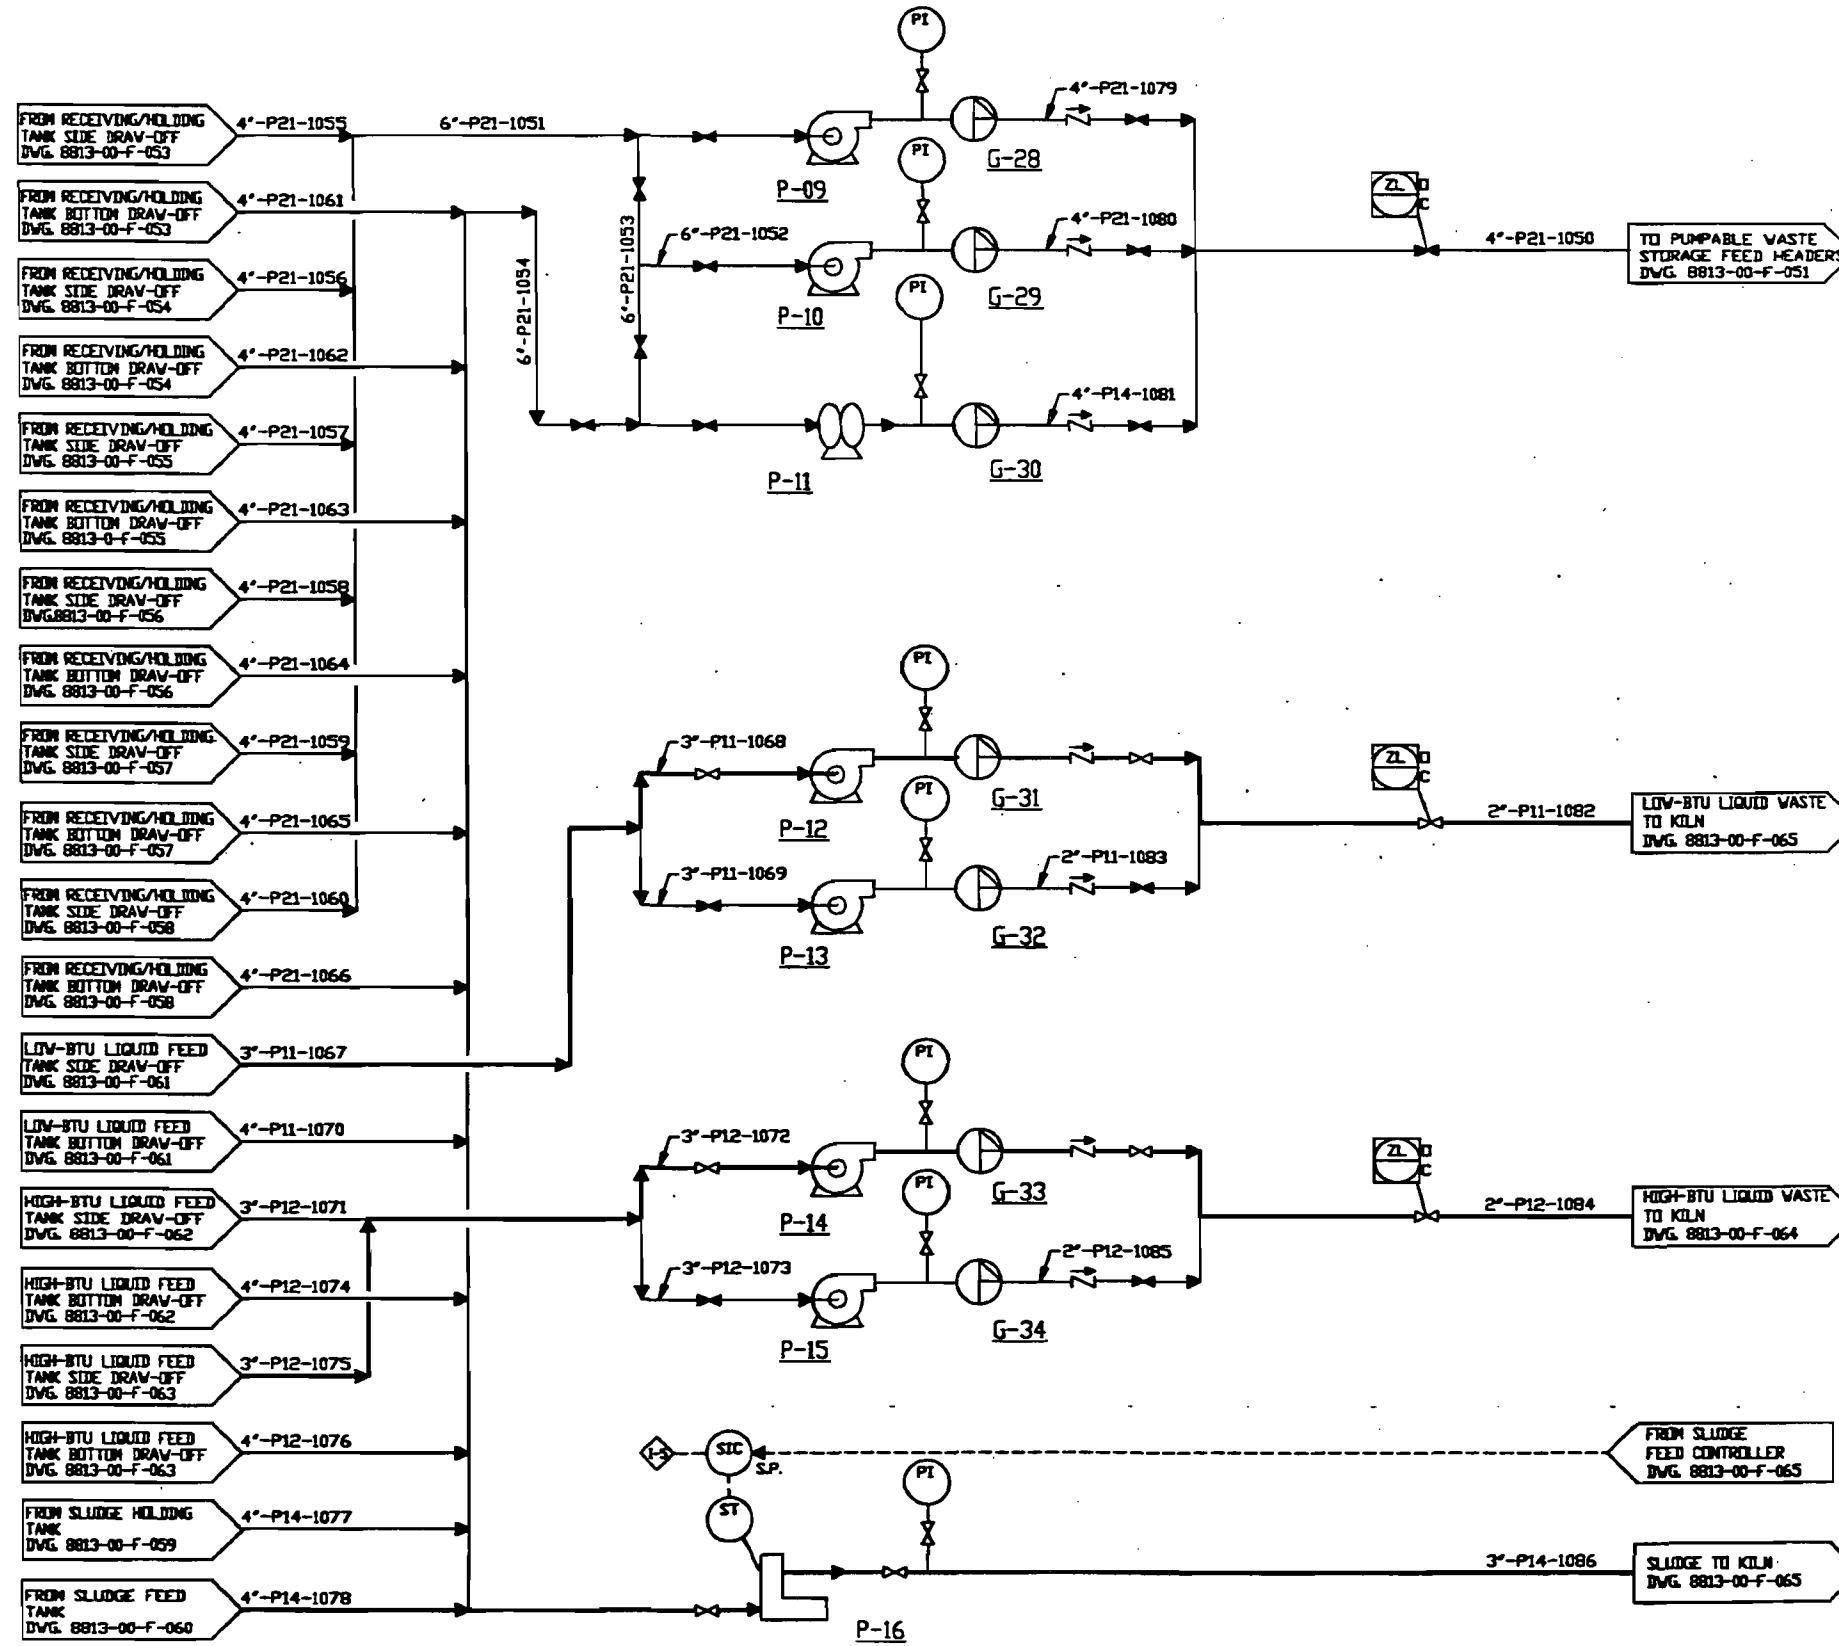 FROM RECEIVING/HOLDING
TANK SIDE DRAW-OFF
DWG. 8813-00-F-053
4"-P21-1055
FROM RECEIVING/HOLDING
TANK BOTTOM DRAW-OFF
DWG. 8813-00-F-053
4"-P21-1061
FROM RECEIVING/HOLDING
TANK SIDE DRAW-OFF
DWG. 8813-00-F-054
4"-P21-1056
FROM RECEIVING/HOLDING
TANK BOTTOM DRAW-OFF
DWG. 8813-00-F-054
4"-P21-1062
FROM RECEIVING/HOLDING
TANK SIDE DRAW-OFF
DWG. 8813-00-F-055
4"-P21-1057
FROM RECEIVING/HOLDING
TANK BOTTOM DRAW-OFF
DWG. 8813-0-F-055
4"-P21-1063
FROM RECEIVING/HOLDING
TANK SIDE DRAW-OFF
DWG.8813-00-F-056
4"-P21-1058
FROM RECEIVING/HOLDING
TANK BOTTOM DRAW-OFF
DWG. 8813-00-F-056
4"-P21-1064
FROM RECEIVING/HOLDING
TANK SIDE DRAW-OFF
DWG. 8813-00-F-057
4"-P21-1059
FROM RECEIVING/HOLDING
TANK BOTTOM DRAW-OFF
DWG. 8813-00-F-057
4"-P21-1065
FROM RECEIVING/HOLDING
TANK SIDE DRAW-OFF
DWG. 8813-00-F-058
4"-P21-1060
FROM RECEIVING/HOLDING
TANK BOTTOM DRAW-OFF
DWG. 8813-00-F-058
4"-P21-1066
LOW-BTU LIQUID FEED
TANK SIDE DRAW-OFF
DWG. 8813-00-F-061
3"-P11-1067
LOW-BTU LIQUID FEED
TANK BOTTOM DRAW-OFF
DWG. 8813-00-F-061
4"-P11-1070
HIGH-BTU LIQUID FEED
TANK SIDE DRAW-OFF
DWG. 8813-00-F-062
3"-P12-1071
HIGH-BTU LIQUID FEED
TANK BOTTOM DRAW-OFF
DWG. 8813-00-F-062
4"-P12-1074
HIGH-BTU LIQUID FEED
TANK SIDE DRAW-OFF
DWG. 8813-00-F-063
3"-P12-1075
HIGH-BTU LIQUID FEED
TANK BOTTOM DRAW-OFF
DWG. 8813-00-F-063
4"-P12-1076
FROM SLUDGE HOLDING
TANK
DWG. 8813-00-F-059
4"-P14-1077
FROM SLUDGE FEED
TANK
DWG. 8813-00-F-060
4"-P14-1078
6"-P21-1051
6"-P21-1054
6"-P21-1053
6"-P21-1052
PI
4"-P21-1079
P-09
G-28
PI
4"-P21-1080
P-10
G-29
PI
4"-P14-1081
P-11
G-30
ZL
O
C
4"-P21-1050
TO PUMPABLE WASTE
STORAGE FEED HEADERS
DWG. 8813-00-F-051
PI
3"-P11-1068
P-12
G-31
PI
3"-P11-1069
2"-P11-1083
P-13
G-32
ZL
O
C
2"-P11-1082
LOW-BTU LIQUID WASTE
TO KILN
DWG. 8813-00-F-065
PI
3"-P12-1072
P-14
G-33
PI
3"-P12-1073
2"-P12-1085
P-15
G-34
ZL
O
C
2"-P12-1084
HIGH-BTU LIQUID WASTE
TO KILN
DWG. 8813-00-F-064
I-5
SIC
S.P.
ST
PI
P-16
FROM SLUDGE
FEED CONTROLLER
DWG. 8813-00-F-065
3"-P14-1086
SLUDGE TO KILN
DWG. 8813-00-F-065